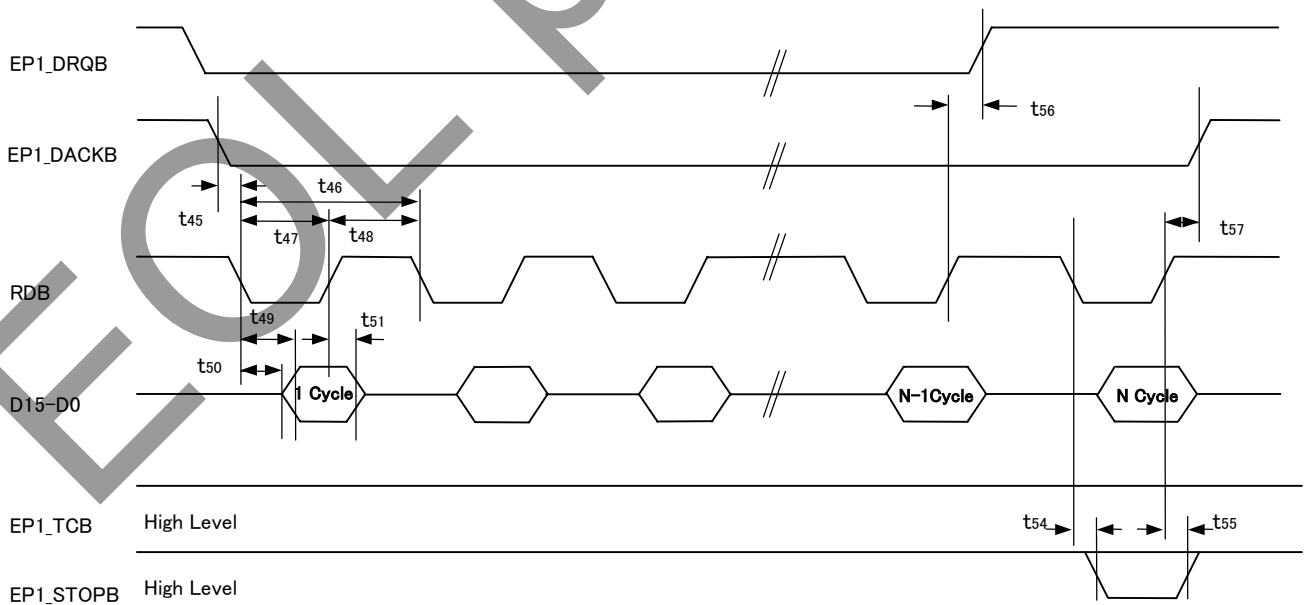 EP1_DRQB
t56
EP1_DACKB
t46
t45
t47
t48
t57
RDB
t49
t51
t50
D15-D0
1 Cycle
N-1Cycle
N Cycle
EP1_TCB
High Level
t54
t55
EP1_STOPB
High Level
EOL